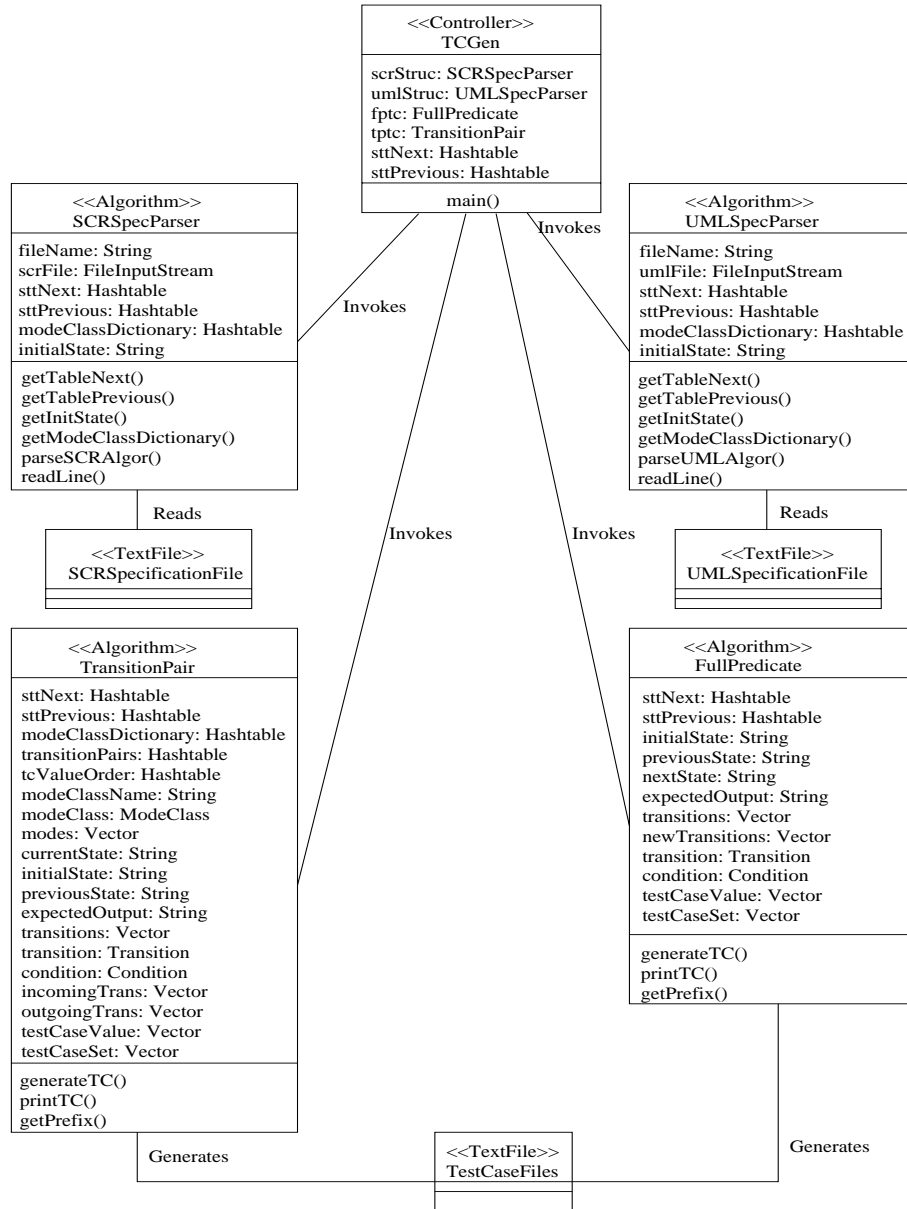 <<Controller>>
TCGen
scrStruc: SCRSpecParser
umlStruc: UMLSpecParser
fptc: FullPredicate
tptc: TransitionPair
sttNext: Hashtable
sttPrevious: Hashtable
main()
<<Algorithm>>
SCRSpecParser
fileName: String
scrFile: FileInputStream
sttNext: Hashtable
sttPrevious: Hashtable
modeClassDictionary: Hashtable
initialState: String
getTableNext()
getTablePrevious()
getInitState()
getModeClassDictionary()
parseSCRAlgor()
readLine()
Invokes
Invokes
<<Algorithm>>
UMLSpecParser
fileName: String
umlFile: FileInputStream
sttNext: Hashtable
sttPrevious: Hashtable
modeClassDictionary: Hashtable
initialState: String
getTableNext()
getTablePrevious()
getInitState()
getModeClassDictionary()
parseUMLAlgor()
readLine()
Reads
<<TextFile>>
SCRSpecificationFile
Invokes
Invokes
Reads
<<TextFile>>
UMLSpecificationFile
<<Algorithm>>
TransitionPair
sttNext: Hashtable
sttPrevious: Hashtable
modeClassDictionary: Hashtable
transitionPairs: Hashtable
tcValueOrder: Hashtable
modeClassName: String
modeClass: ModeClass
modes: Vector
currentState: String
initialState: String
previousState: String
expectedOutput: String
transitions: Vector
transition: Transition
condition: Condition
incomingTrans: Vector
outgoingTrans: Vector
testCaseValue: Vector
testCaseSet: Vector
generateTC()
printTC()
getPrefix()
<<Algorithm>>
FullPredicate
sttNext: Hashtable
sttPrevious: Hashtable
initialState: String
previousState: String
nextState: String
expectedOutput: String
transitions: Vector
newTransitions: Vector
transition: Transition
condition: Condition
testCaseValue: Vector
testCaseSet: Vector
generateTC()
printTC()
getPrefix()
Generates
<<TextFile>>
TestCaseFiles
Generates